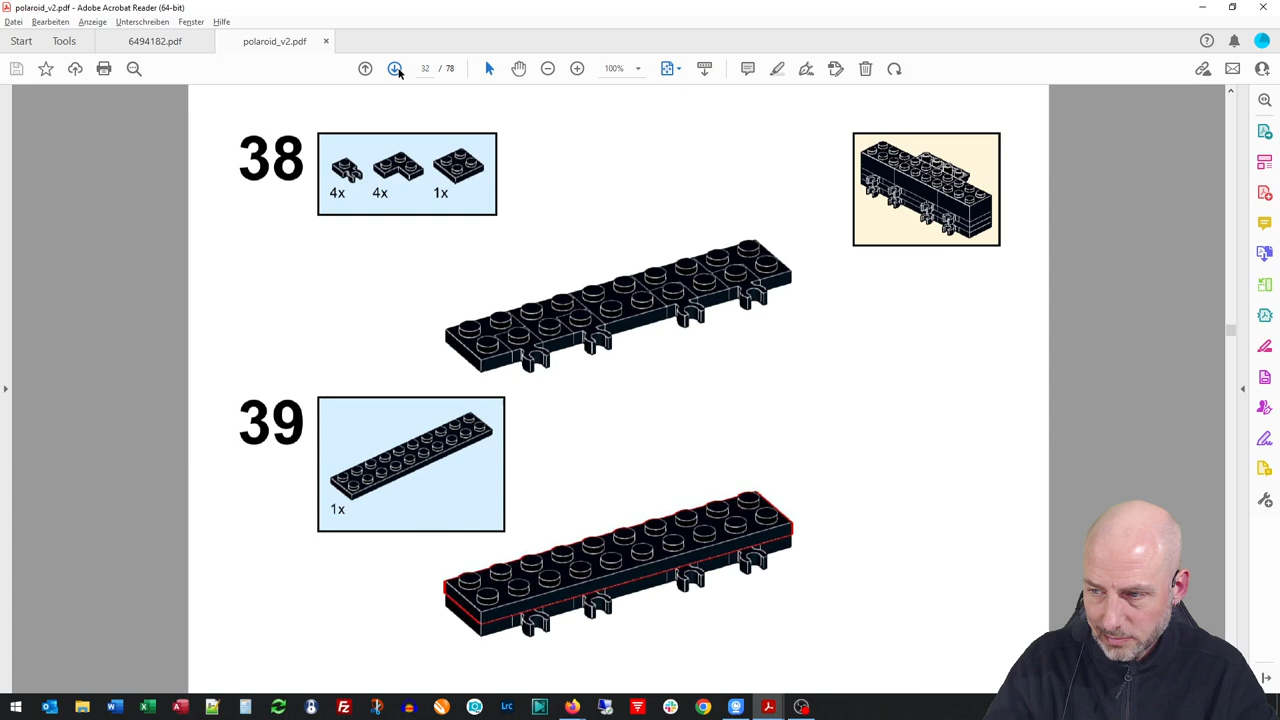 polaroid_v2.pdf - Adobe Acrobat Reader (64-bit)
Datei Bearbeiten Anzeige Unterschreiben Fenster Hilfe
Start Tools 6494182.pdf polaroid_v2.pdf
32 / 78 100%
38
4x 4x 1x
39
1x
Lrc